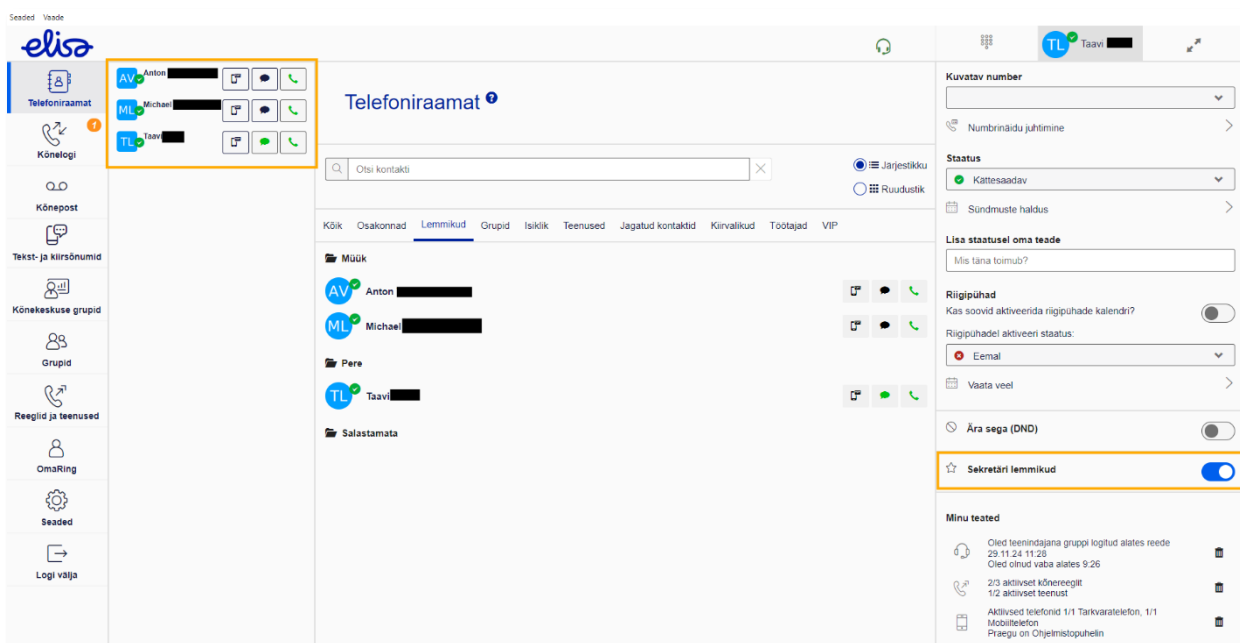 Seaded Vaade
elisa
TL Taavi
Telefoniraamat
Kõnelogi
1
Kõnepost
Tekst- ja kiirsõnumid
Kõnekeskuse grupid
Grupid
Reeglid ja teenused
OmaRing
Seaded
Logi välja
AV Anton
ML Michael
TL Taavi
Telefoniraamat ?
Otsi kontakti
Järjestikku
Ruudustik
Kõik Osakonnad Lemmikud Grupid Isiklik Teenused Jagatud kontaktid Kiirvalikud Töötajad VIP
Müük
AV Anton
ML Michael
Pere
TL Taavi
Salastamata
Kuvatav number
Numbrinäidu juhtimine
Staatus
Kättesaadav
Sündmuste haldus
Lisa staatusel oma teade
Mis täna toimub?
Riigipühad
Kas soovid aktiveerida riigipühade kalendri?
Riigipühadel aktiveeri staatus:
Eemal
Vaata veel
Ära sega (DND)
Sekretäri lemmikud
Minu teated
Oled teenindajana gruppi logitud alates reede
29.11.24 11:28
Oled olnud vaba alates 9:26
2/3 aktiivset kõnereeglit
1/2 aktiivset teenust
Aktiivsed telefonid 1/1 Tarkvaratelefon, 1/1
Mobiiltelefon
Praegu on Ohjelmistopuhelin